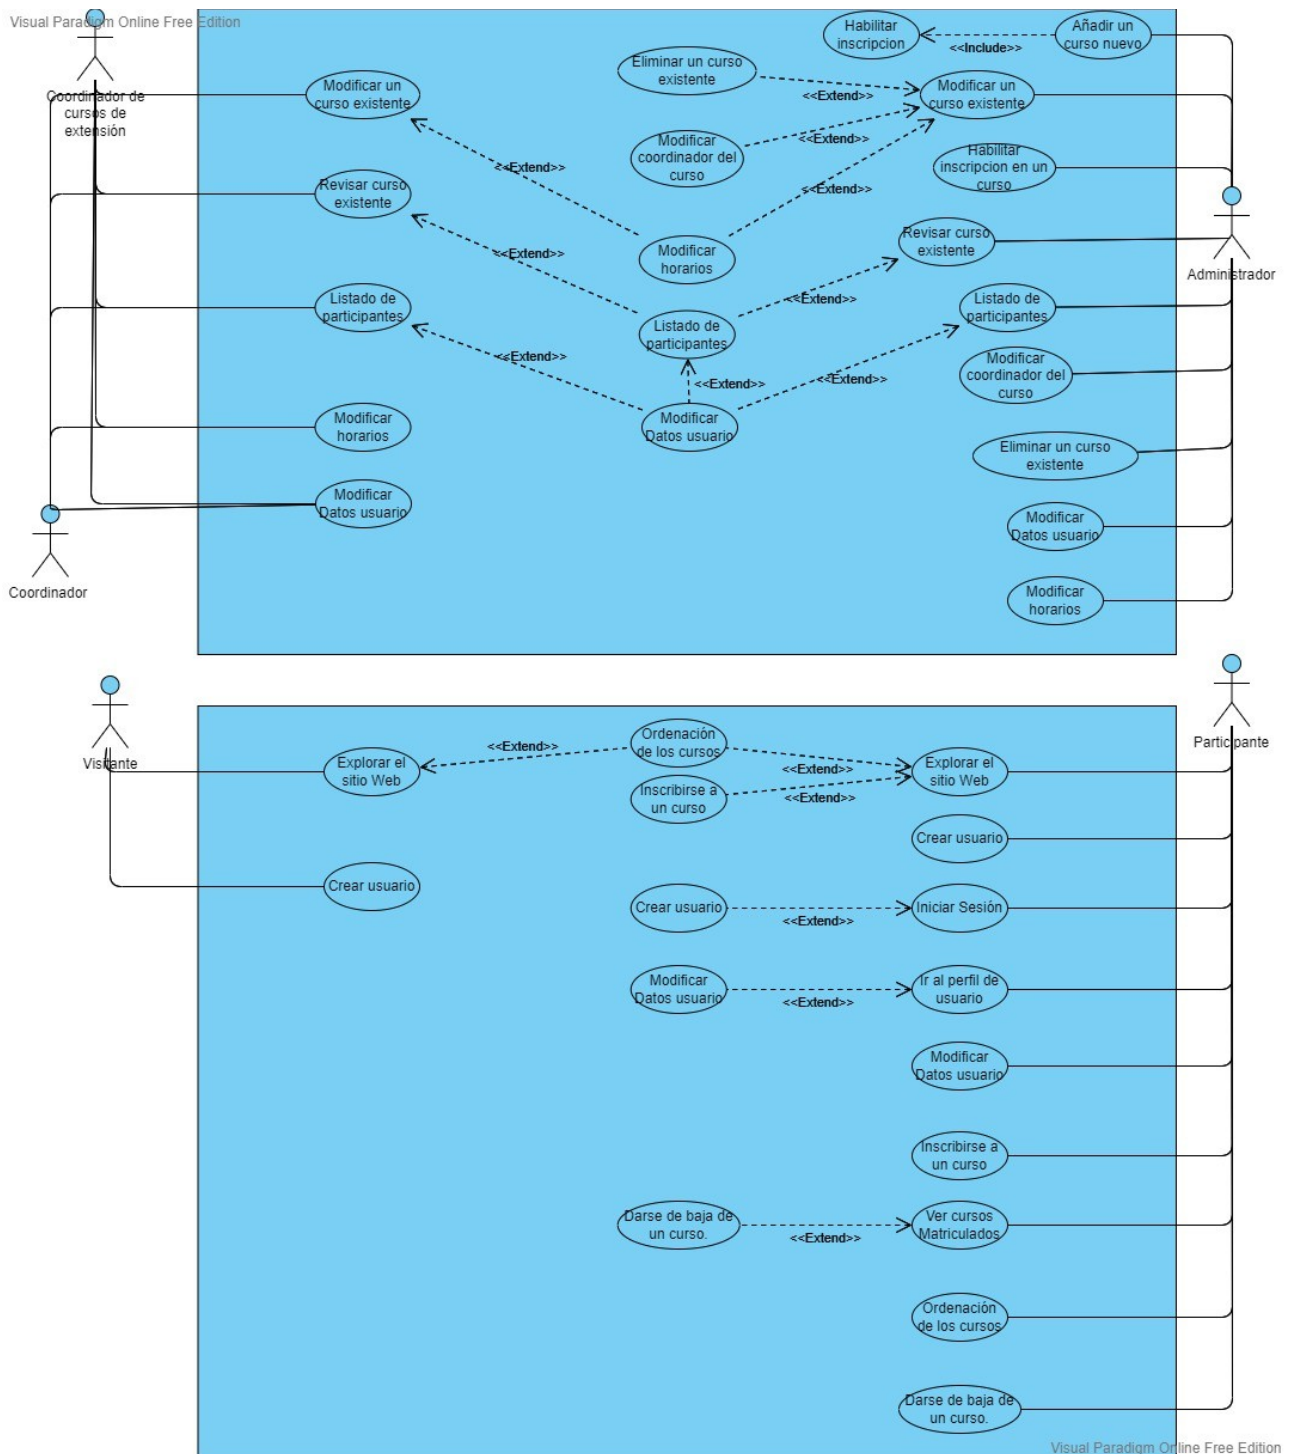 Visual Paradigm Online Free Edition
Coordinador de
cursos de
extensión
Habilitar
inscripcion
<<Include>>
Añadir un
curso nuevo
Eliminar un curso
existente
<<Extend>>
Modificar un
curso existente
Modificar un
curso existente
Modificar
coordinador del
curso
<<Extend>>
Habilitar
inscripcion en un
curso
<<Extend>>
<<Extend>>
Revisar curso
existente
Revisar curso
existente
Modificar
horarios
<<Extend>>
Administrador
Listado de
participantes
Listado de
participantes
<<Extend>>
Listado de
participantes
<<Extend>>
<<Extend>>
<<Extend>>
Modificar
coordinador del
curso
Modificar
horarios
Modificar
Datos usuario
Eliminar un curso
existente
Modificar
Datos usuario
Modificar
Datos usuario
Coordinador
Modificar
horarios
Visitante
Participante
Explorar el
sitio Web
<<Extend>>
Ordenación
de los cursos
<<Extend>>
Explorar el
sitio Web
Inscribirse a
un curso
<<Extend>>
Crear usuario
Crear usuario
Crear usuario
<<Extend>>
Iniciar Sesión
Modificar
Datos usuario
<<Extend>>
Ir al perfil de
usuario
Modificar
Datos usuario
Inscribirse a
un curso
Darse de baja de
un curso.
<<Extend>>
Ver cursos
Matriculados
Ordenación
de los cursos
Darse de baja de
un curso.
Visual Paradigm Online Free Edition